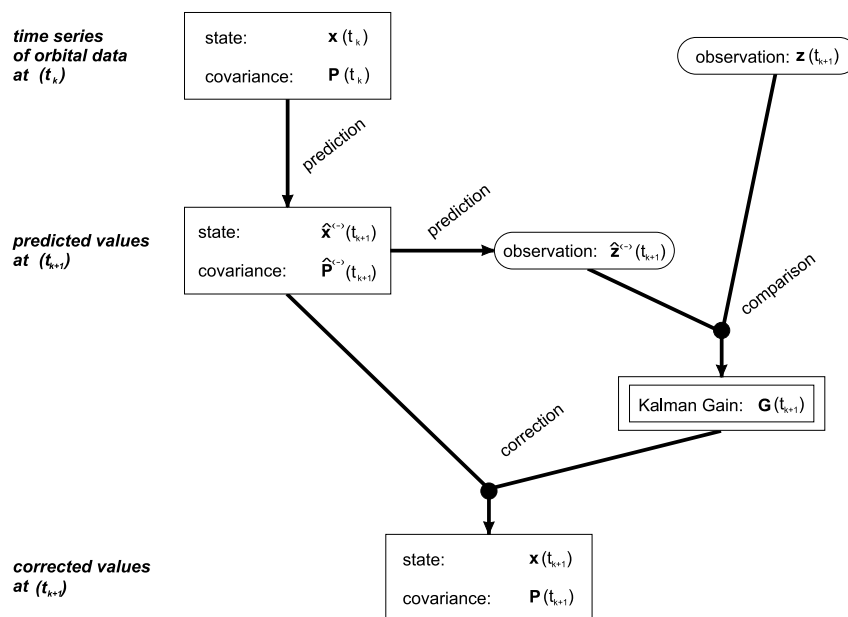 time series
of orbital data
at (tₖ)
state: x (tₖ)
covariance: P (tₖ)
observation: z (tₖ₊₁)
prediction
prediction
predicted values
at (tₖ₊₁)
state: x̂⁽⁻⁾(tₖ₊₁)
covariance: P̂⁽⁻⁾(tₖ₊₁)
observation: ẑ⁽⁻⁾(tₖ₊₁)
comparison
Kalman Gain: G (tₖ₊₁)
correction
corrected values
at (tₖ₊₁)
state: x (tₖ₊₁)
covariance: P (tₖ₊₁)